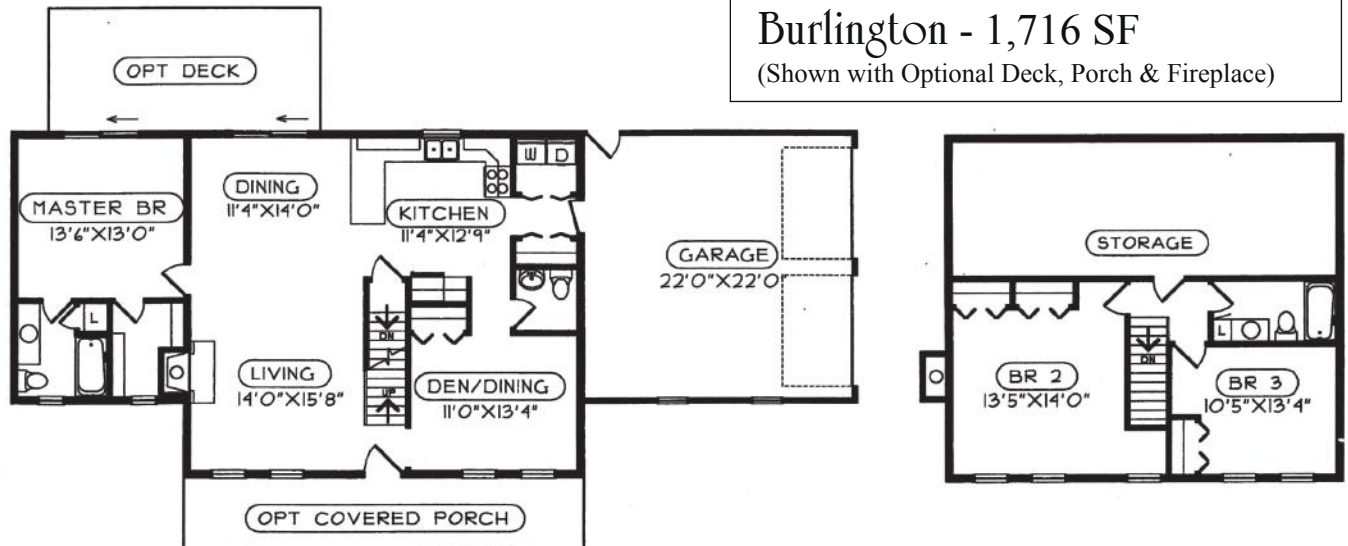 Burlington - 1,716 SF
(Shown with Optional Deck, Porch & Fireplace)
OPT DECK
MASTER BR
13'6"X13'0"
L
DINING
11'4"X14'0"
KITCHEN
11'4"X12'9"
W D
GARAGE
22'0"X22'0
LIVING
14'0"X15'8"
DN
UP
DEN/DINING
11'0"X13'4"
OPT COVERED PORCH
STORAGE
BR 2
13'5"X14'0"
DN
L
BR 3
10'5"X13'4"